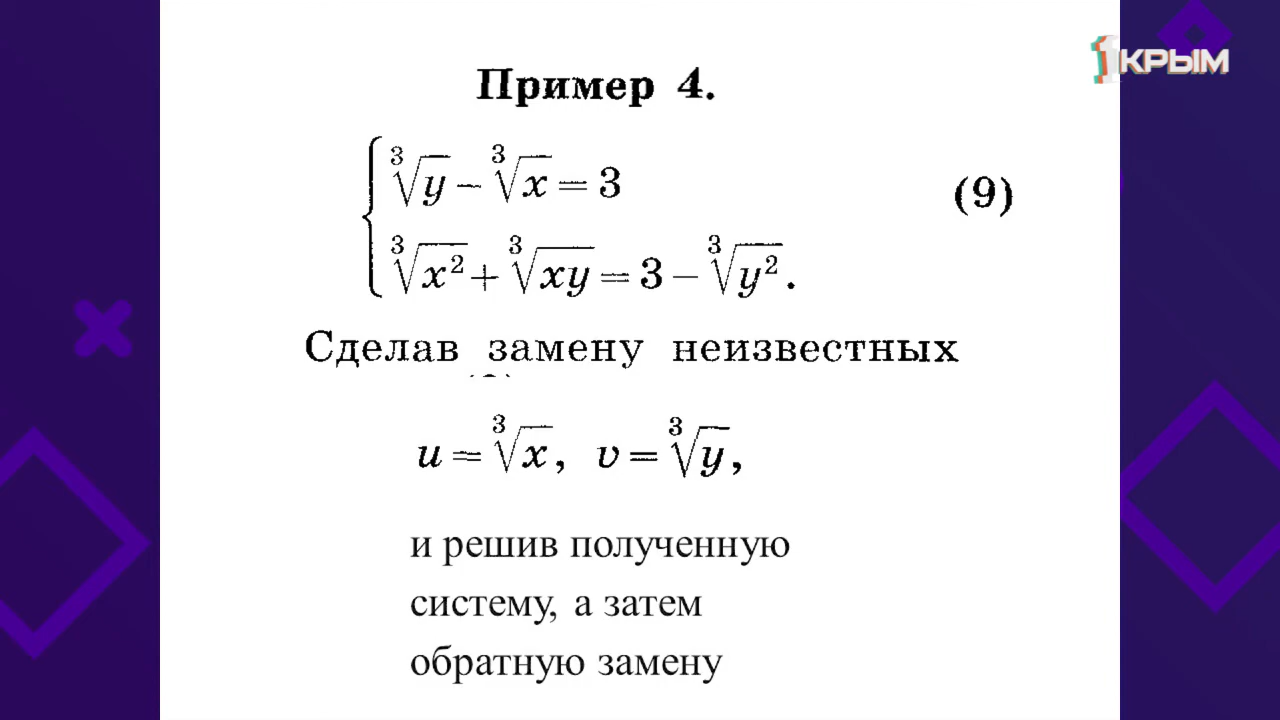 1КРЫМ
Пример 4.
∛y − ∛x = 3
(9)
∛x² + ∛xy = 3 − ∛y².
Сделав замену неизвестных
u = ∛x, v = ∛y,
и решив полученную
систему, а затем
обратную замену